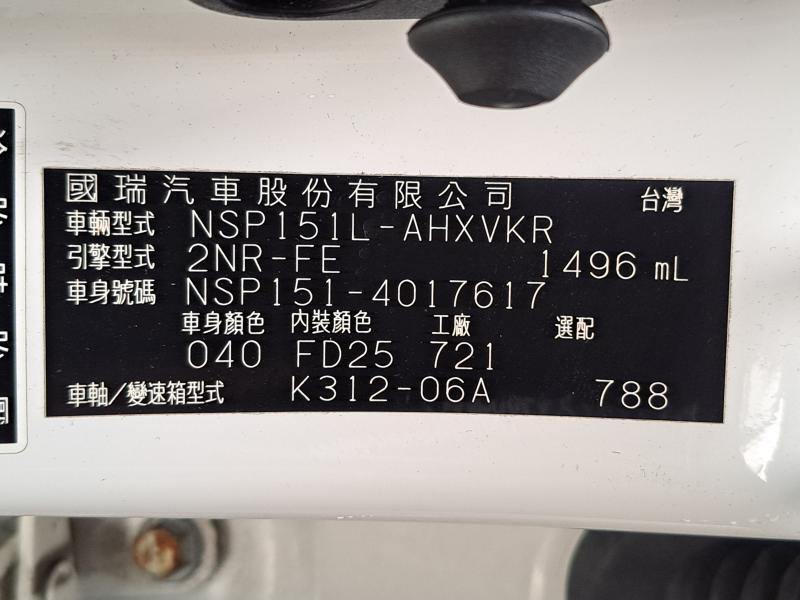 國瑞汽車股份有限公司 台灣
車輛型式 NSP151L-AHXVKR
引擎型式 2NR-FE 1496 mL
車身號碼 NSP151-4017617
車身顏色 內裝顏色 工廠 選配
040 FD25 721
車軸/變速箱型式 K312-06A 788